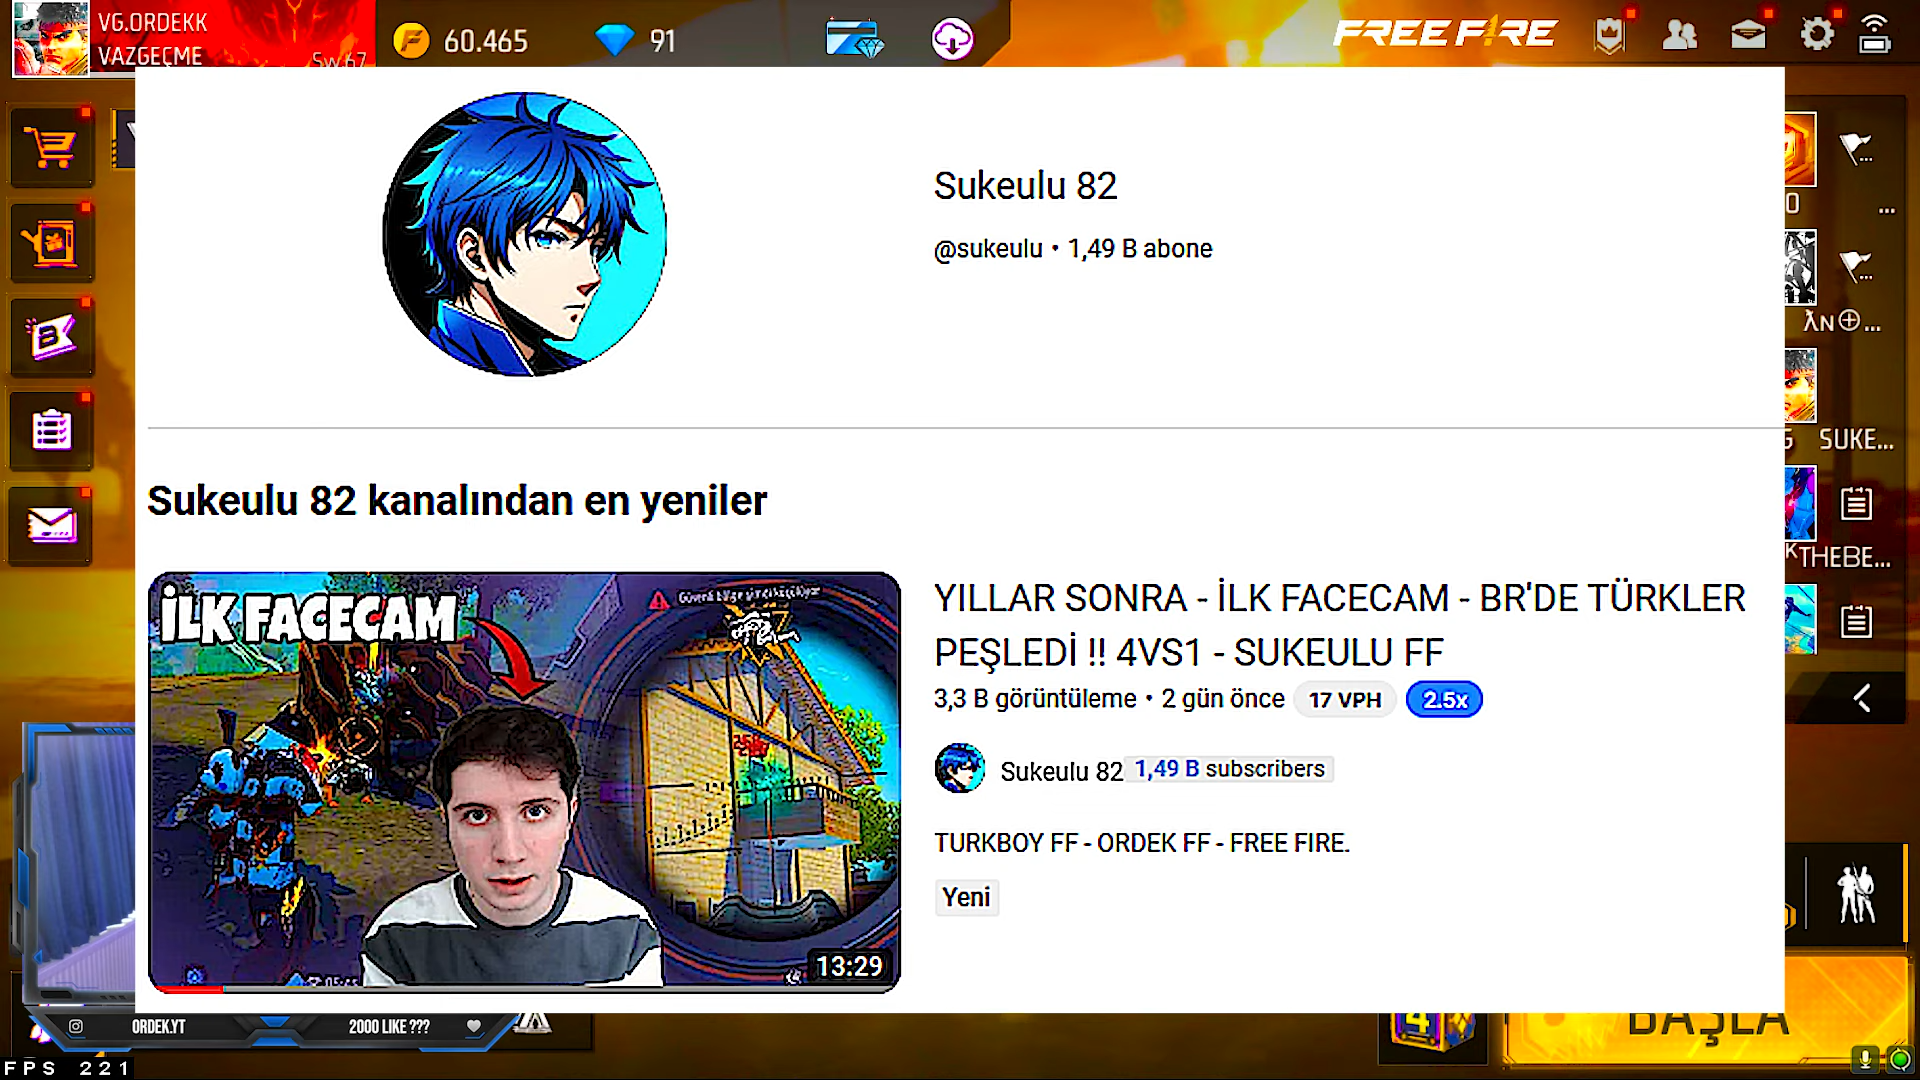 VG.ORDEKK
VAZGEÇME
60.465
91
FREE FIRE
Sukeulu 82
@sukeulu • 1,49 B abone
SUKE...
KTHEBE...
Sukeulu 82 kanalından en yeniler
İLK FACECAM
13:29
YILLAR SONRA - İLK FACECAM - BR'DE TÜRKLER
PEŞLEDİ !! 4VS1 - SUKEULU FF
3,3 B görüntüleme • 2 gün önce 17 VPH 2.5x
Sukeulu 82 1,49 B subscribers
TURKBOY FF - ORDEK FF - FREE FIRE.
Yeni
ORDEK.YT
2000 LIKE ???
BAŞLA
FPS 221